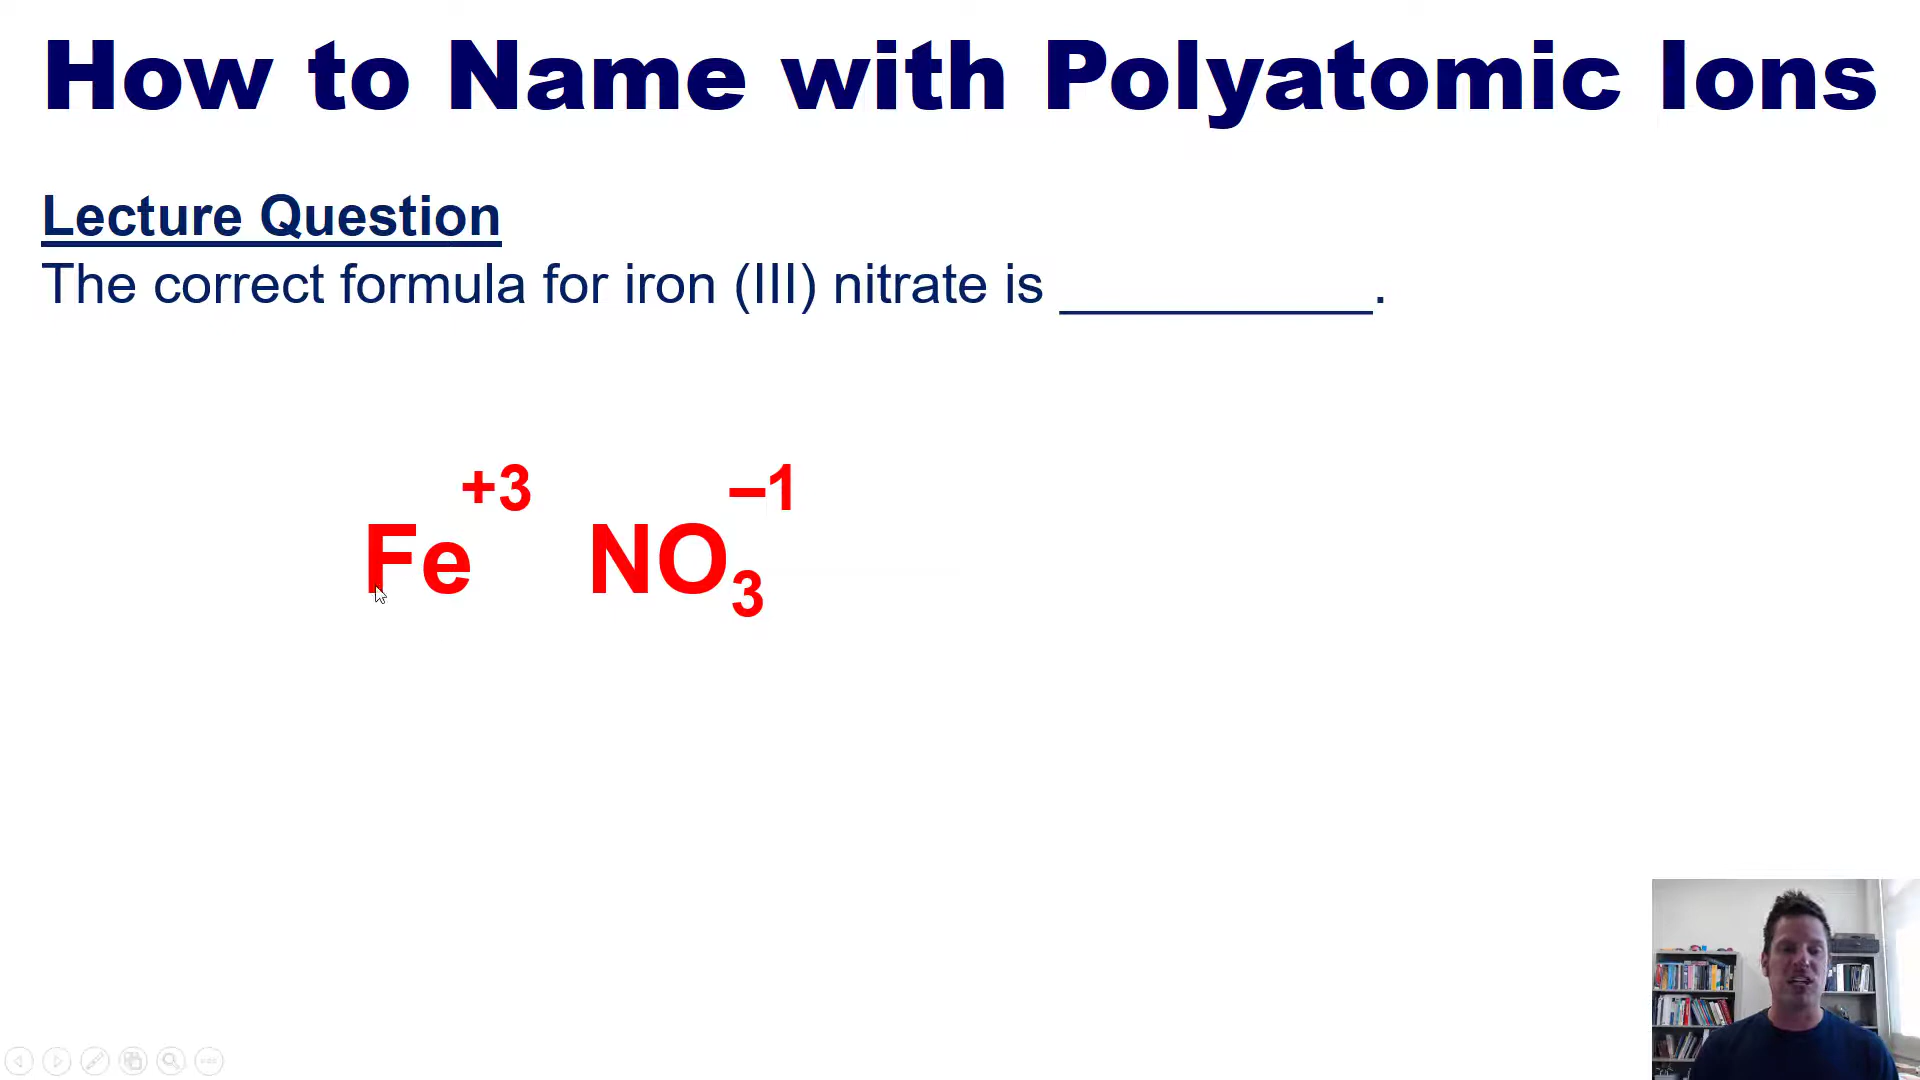 How to Name with Polyatomic Ions
Lecture Question
The correct formula for iron (III) nitrate is __________.
Fe+3 NO3–1